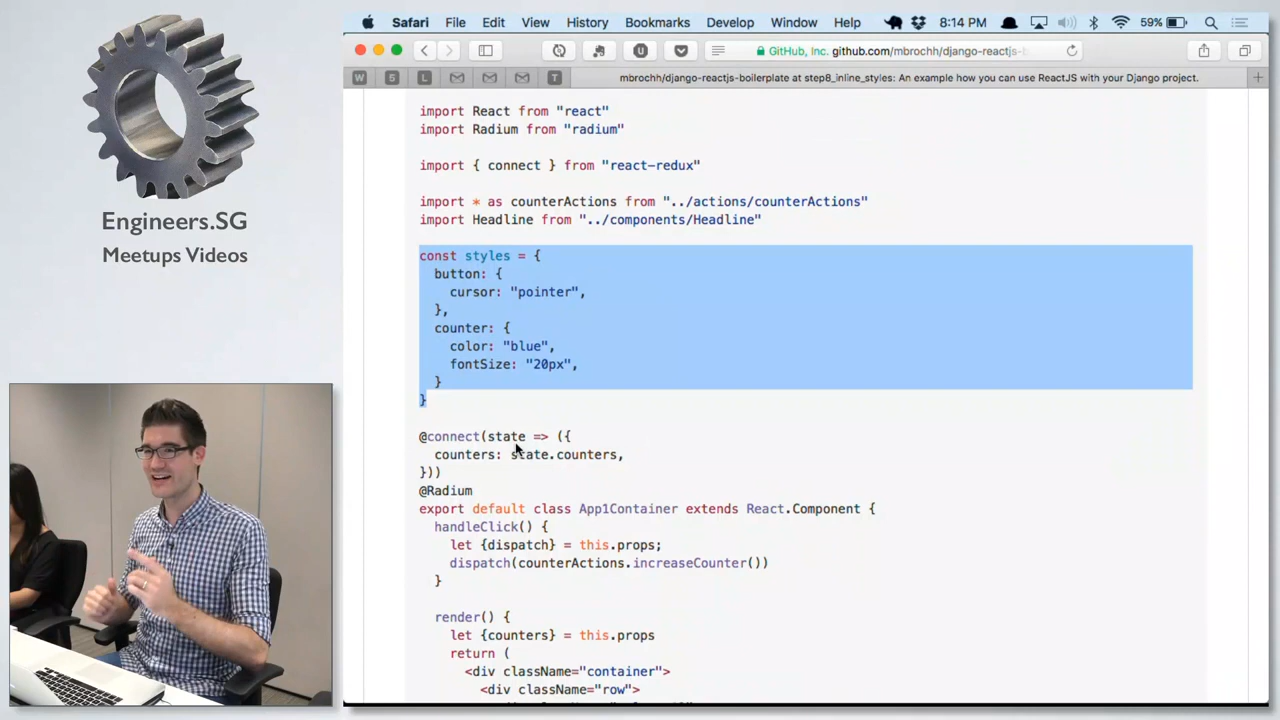 Engineers.SG
Meetups Videos
Safari File Edit View History Bookmarks Develop Window Help 8:14 PM 59%
GitHub, Inc. github.com/mbrochh/django-reactjs-b
W 5 L T mbrochh/django-reactjs-boilerplate at step8_inline_styles: An example how you can use ReactJS with your Django project.
import React from "react"
import Radium from "radium"
import { connect } from "react-redux"
import * as counterActions from "../actions/counterActions"
import Headline from "../components/Headline"
const styles = {
button: {
cursor: "pointer",
},
counter: {
color: "blue",
fontSize: "20px",
}
}
@connect(state => ({
counters: state.counters,
}))
@Radium
export default class App1Container extends React.Component {
handleClick() {
let {dispatch} = this.props;
dispatch(counterActions.increaseCounter())
}
render() {
let {counters} = this.props
return (
<div className="container">
<div className="row">